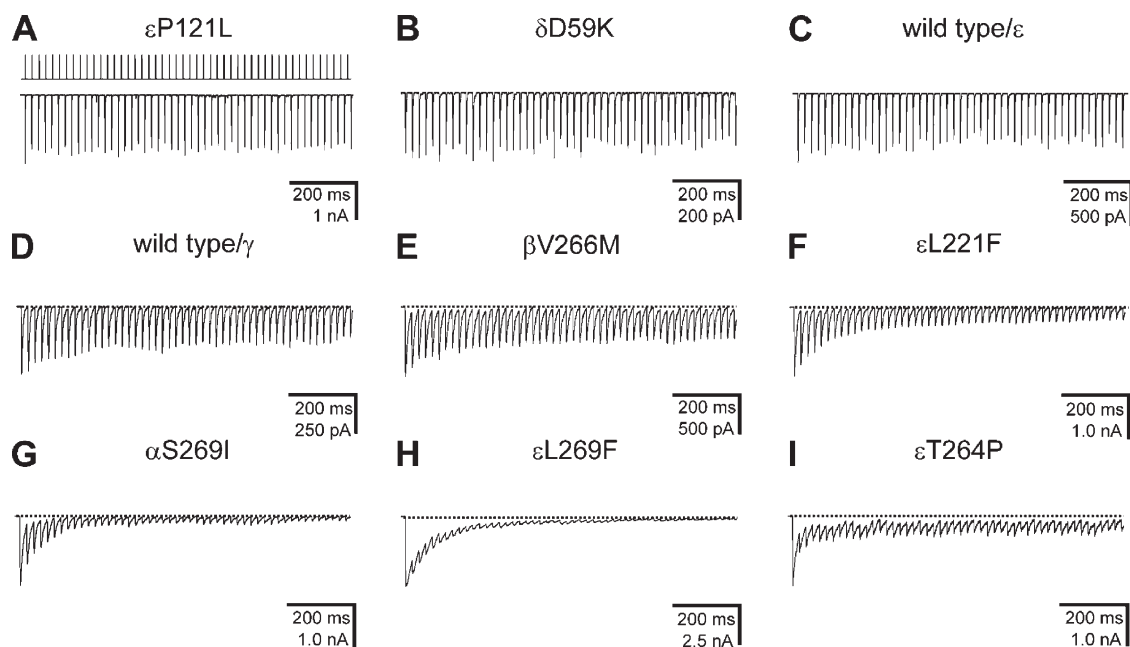 A εP121L
B δD59K
C wild type/ε
200 ms
1 nA
200 ms
200 pA
200 ms
500 pA
D wild type/γ
E βV266M
F εL221F
200 ms
250 pA
200 ms
500 pA
200 ms
1.0 nA
G αS269I
H εL269F
I εT264P
200 ms
1.0 nA
200 ms
2.5 nA
200 ms
1.0 nA